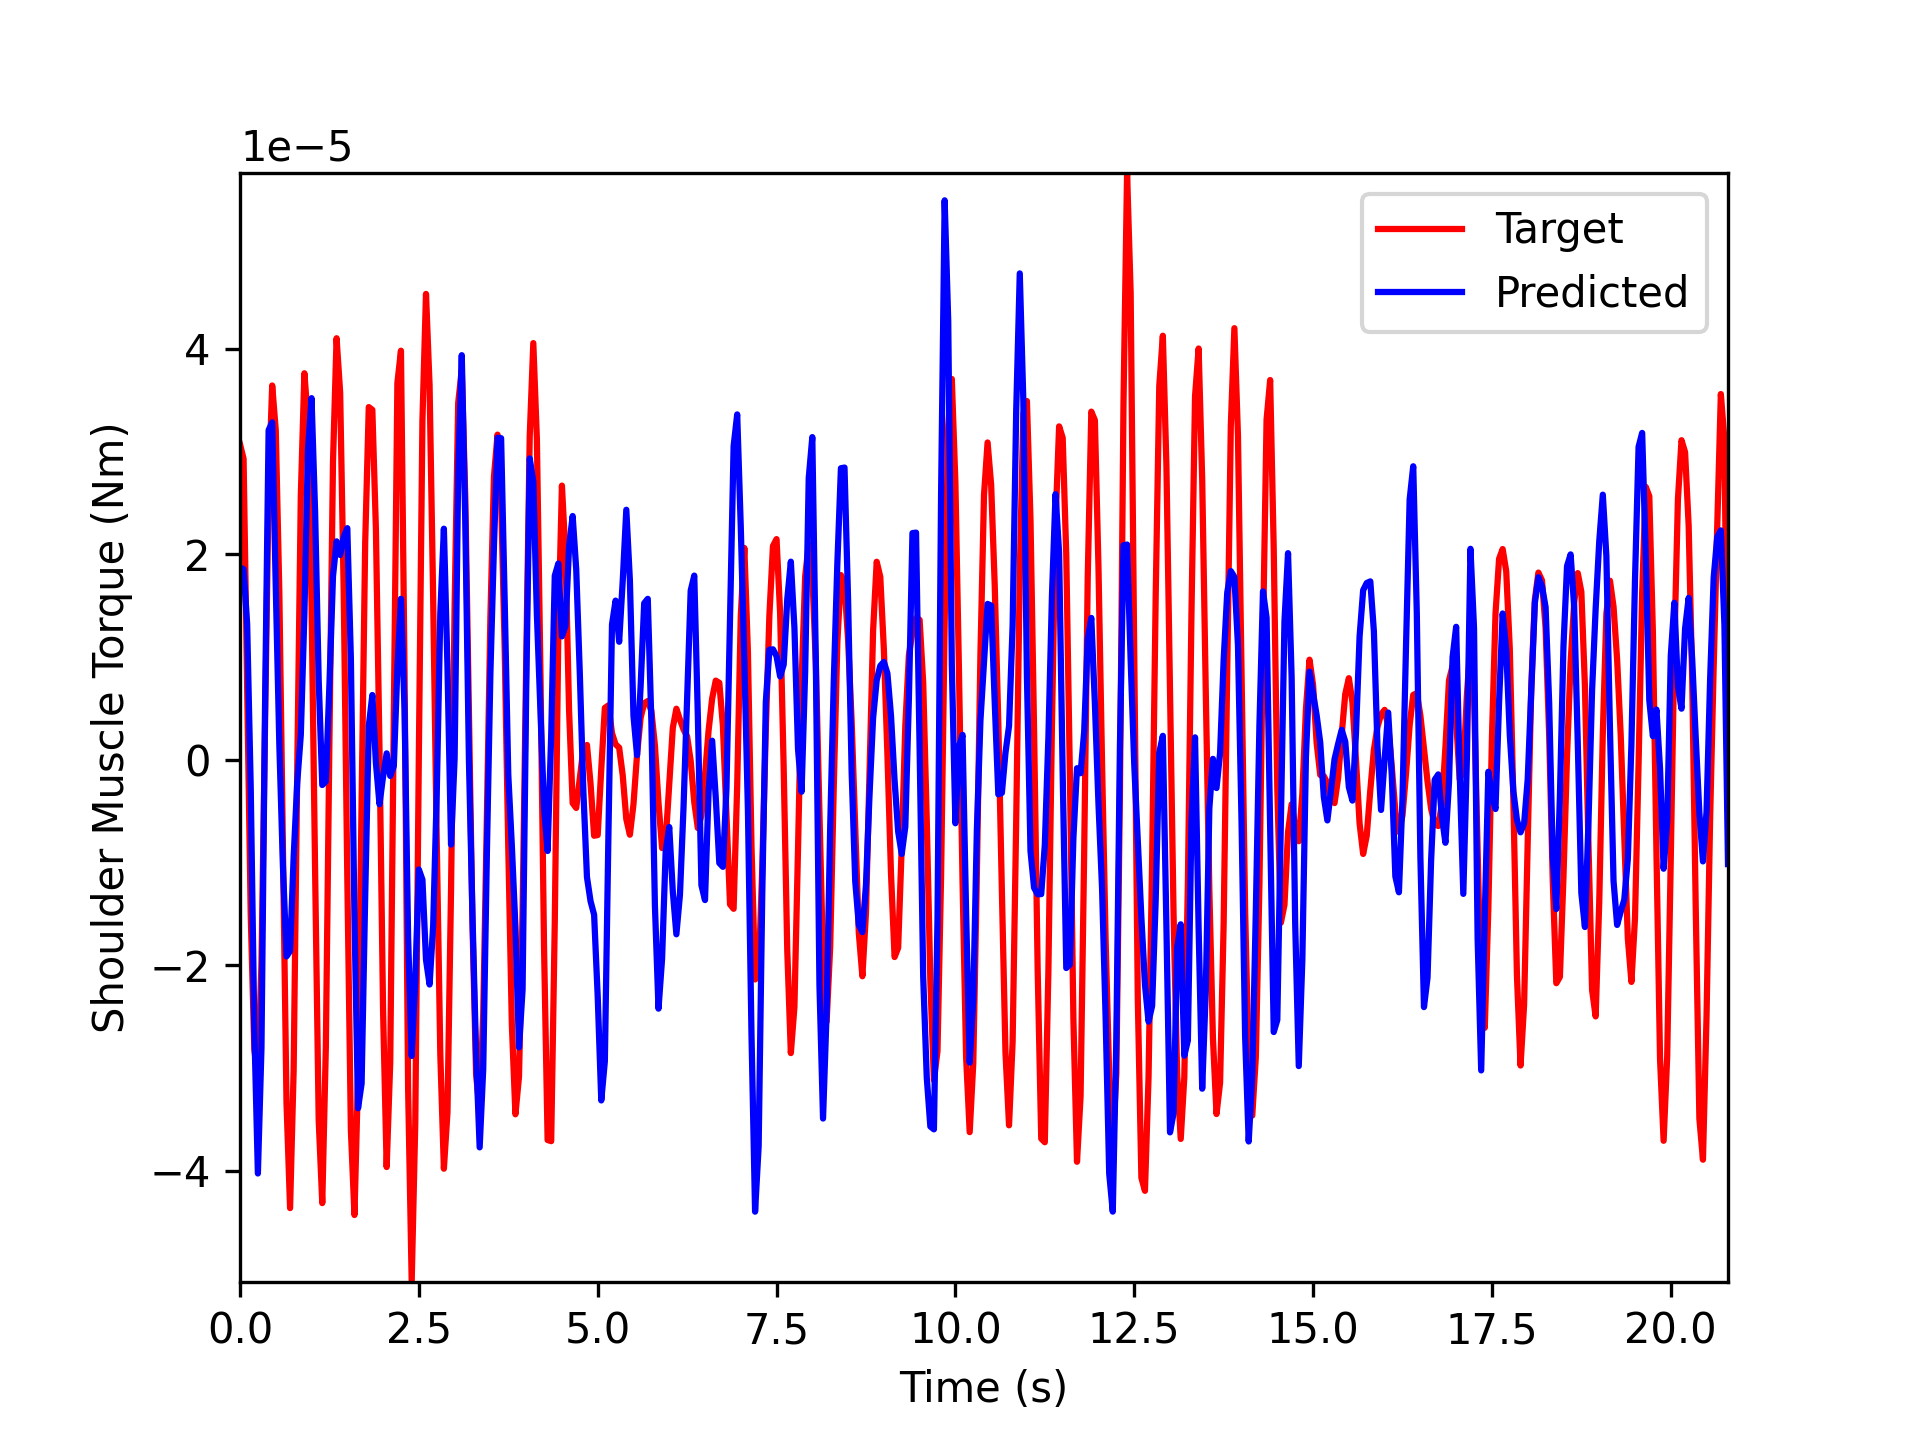 1e−5
Target
Predicted
Shoulder Muscle Torque (Nm)
4
2
0
−2
−4
0.0 2.5 5.0 7.5 10.0 12.5 15.0 17.5 20.0
Time (s)